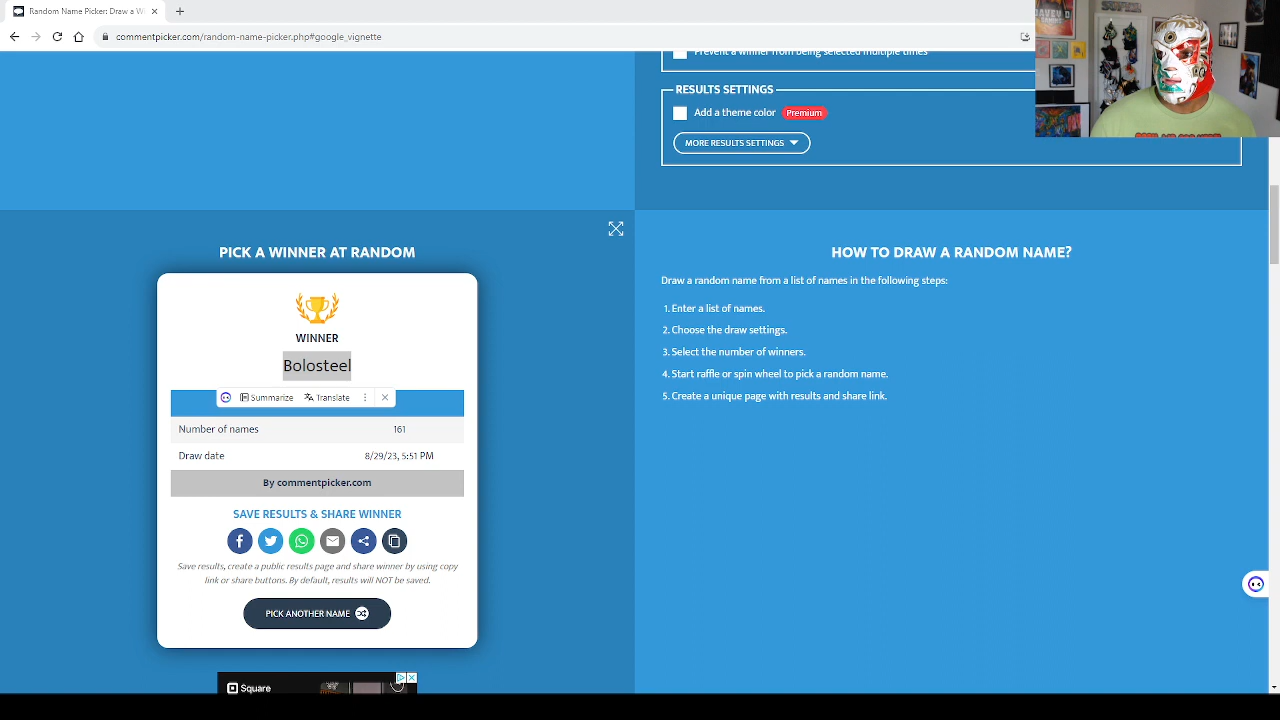 Random Name Picker: Draw a Wi
commentpicker.com/random-name-picker.php#google_vignette
Prevent a winner from being selected multiple times
RESULTS SETTINGS
Add a theme color Premium
MORE RESULTS SETTINGS
PICK A WINNER AT RANDOM
WINNER
Bolosteel
Summarize Translate
Number of names 161
Draw date 8/29/23, 5:51 PM
By commentpicker.com
SAVE RESULTS & SHARE WINNER
Save results, create a public results page and share winner by using copy
link or share buttons. By default, results will NOT be saved.
PICK ANOTHER NAME
Square
HOW TO DRAW A RANDOM NAME?
Draw a random name from a list of names in the following steps:
1. Enter a list of names.
2. Choose the draw settings.
3. Select the number of winners.
4. Start raffle or spin wheel to pick a random name.
5. Create a unique page with results and share link.